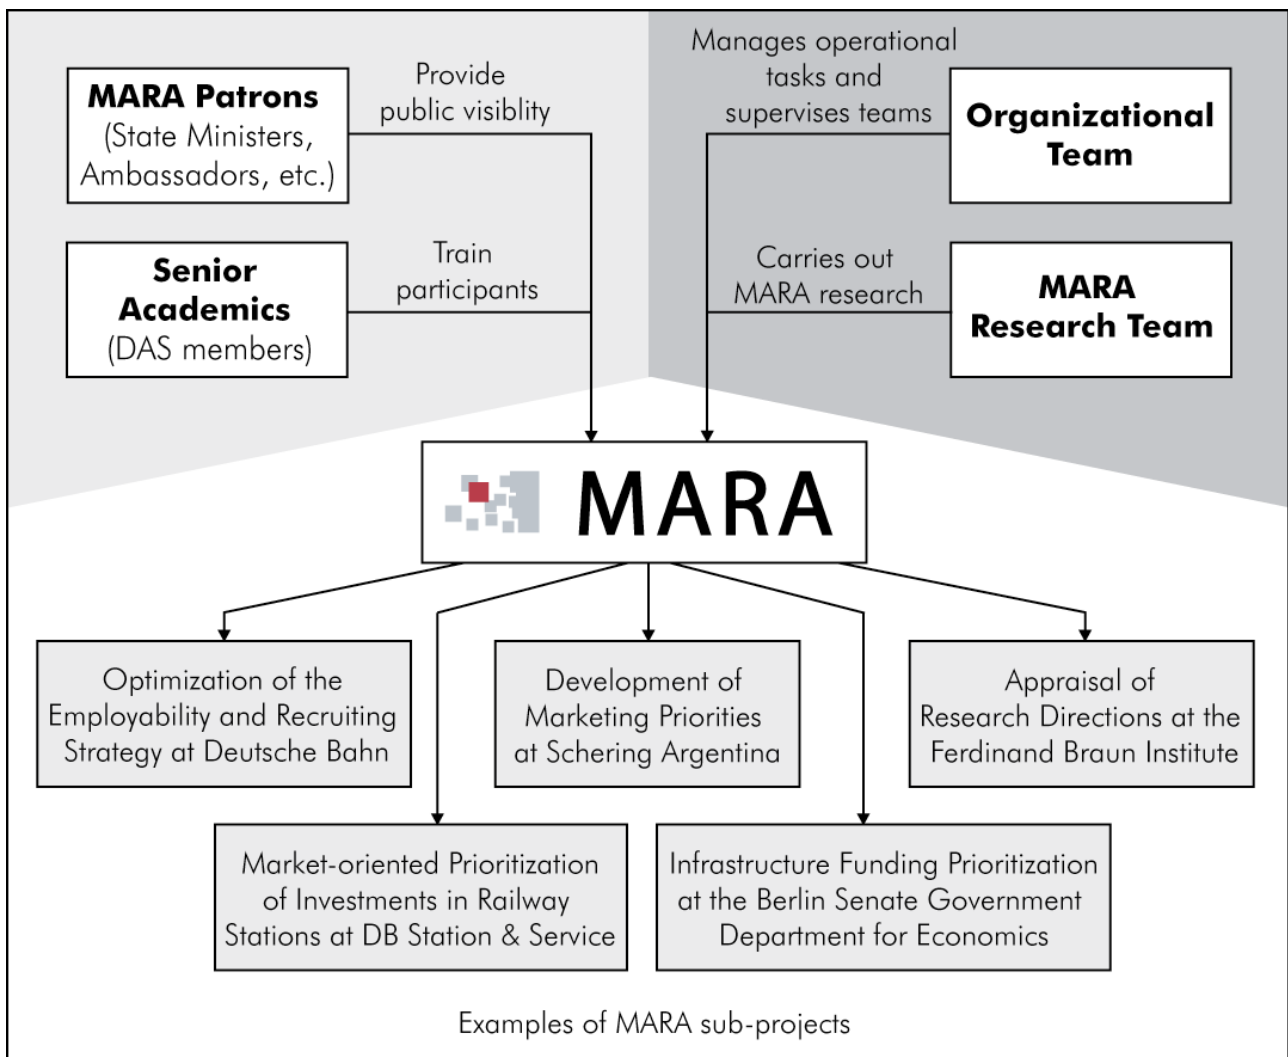 MARA Patrons
(State Ministers,
Ambassadors, etc.)
Provide
public visiblity
Senior
Academics
(DAS members)
Train
participants
Manages operational
tasks and
supervises teams
Organizational
Team
Carries out
MARA research
MARA
Research Team
MARA
Optimization of the
Employability and Recruiting
Strategy at Deutsche Bahn
Development of
Marketing Priorities
at Schering Argentina
Appraisal of
Research Directions at the
Ferdinand Braun Institute
Market-oriented Prioritization
of Investments in Railway
Stations at DB Station & Service
Infrastructure Funding Prioritization
at the Berlin Senate Government
Department for Economics
Examples of MARA sub-projects